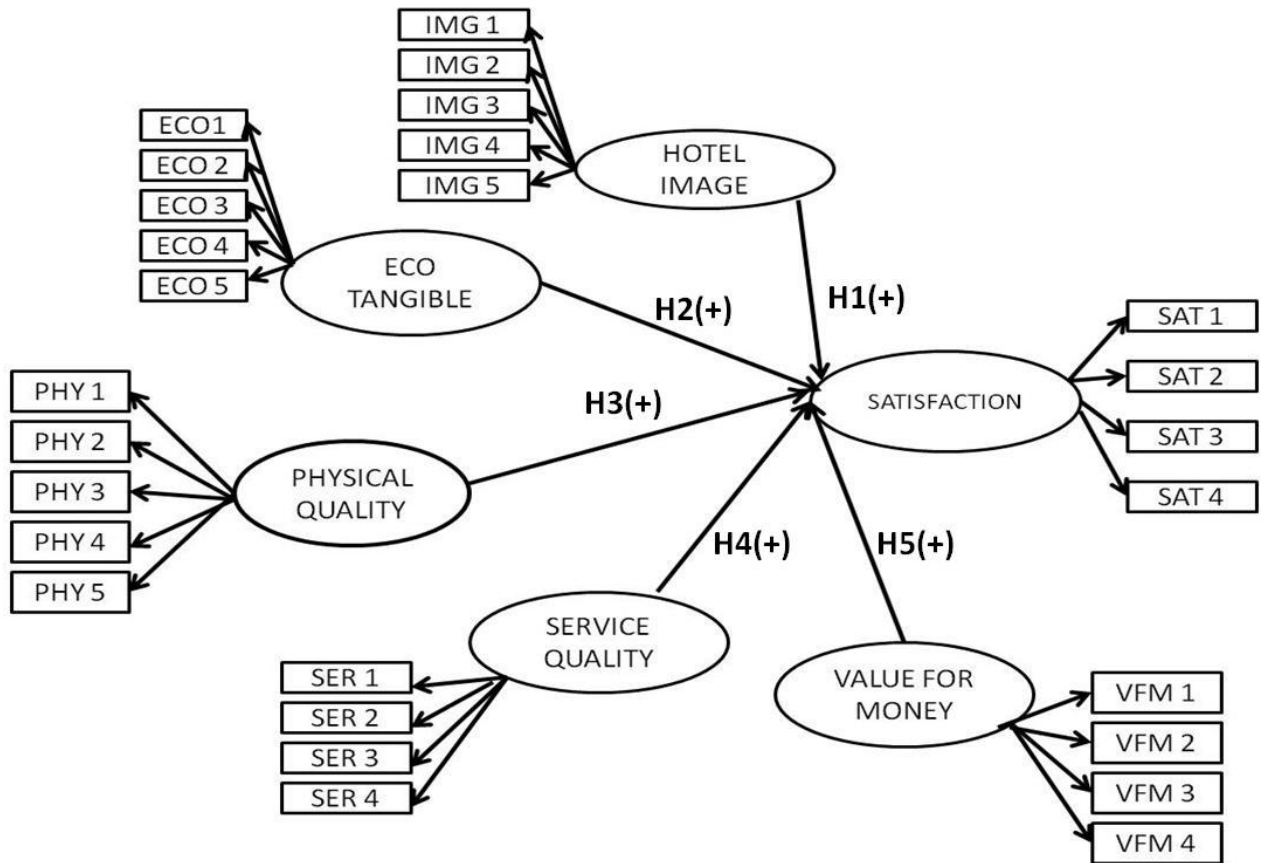 IMG 1
IMG 2
IMG 3
IMG 4
IMG 5
HOTEL
IMAGE
ECO1
ECO 2
ECO 3
ECO 4
ECO 5
ECO
TANGIBLE
H2(+)
H1(+)
SAT 1
SAT 2
SAT 3
SAT 4
SATISFACTION
PHY 1
PHY 2
PHY 3
PHY 4
PHY 5
PHYSICAL
QUALITY
H3(+)
H4(+)
H5(+)
SERVICE
QUALITY
SER 1
SER 2
SER 3
SER 4
VALUE FOR
MONEY
VFM 1
VFM 2
VFM 3
VFM 4